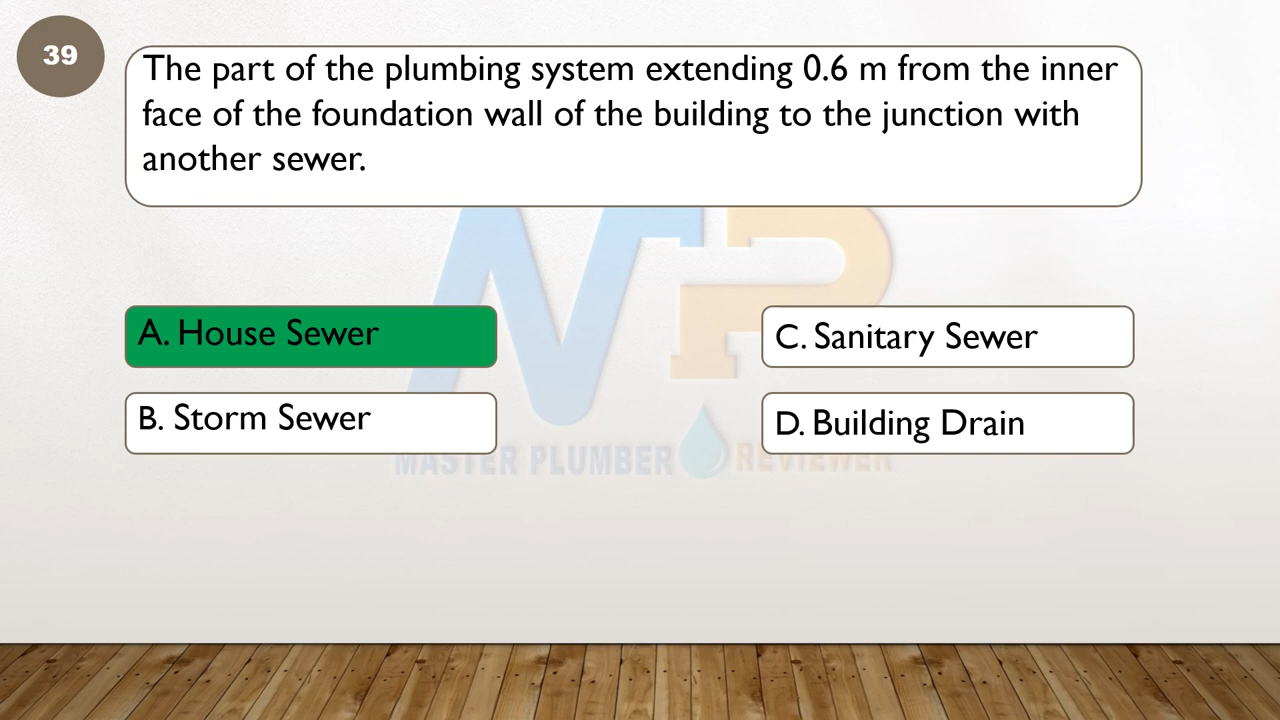 39
The part of the plumbing system extending 0.6 m from the inner
face of the foundation wall of the building to the junction with
another sewer.
A. House Sewer
C. Sanitary Sewer
B. Storm Sewer
D. Building Drain
MASTER PLUMBER REVIEWER